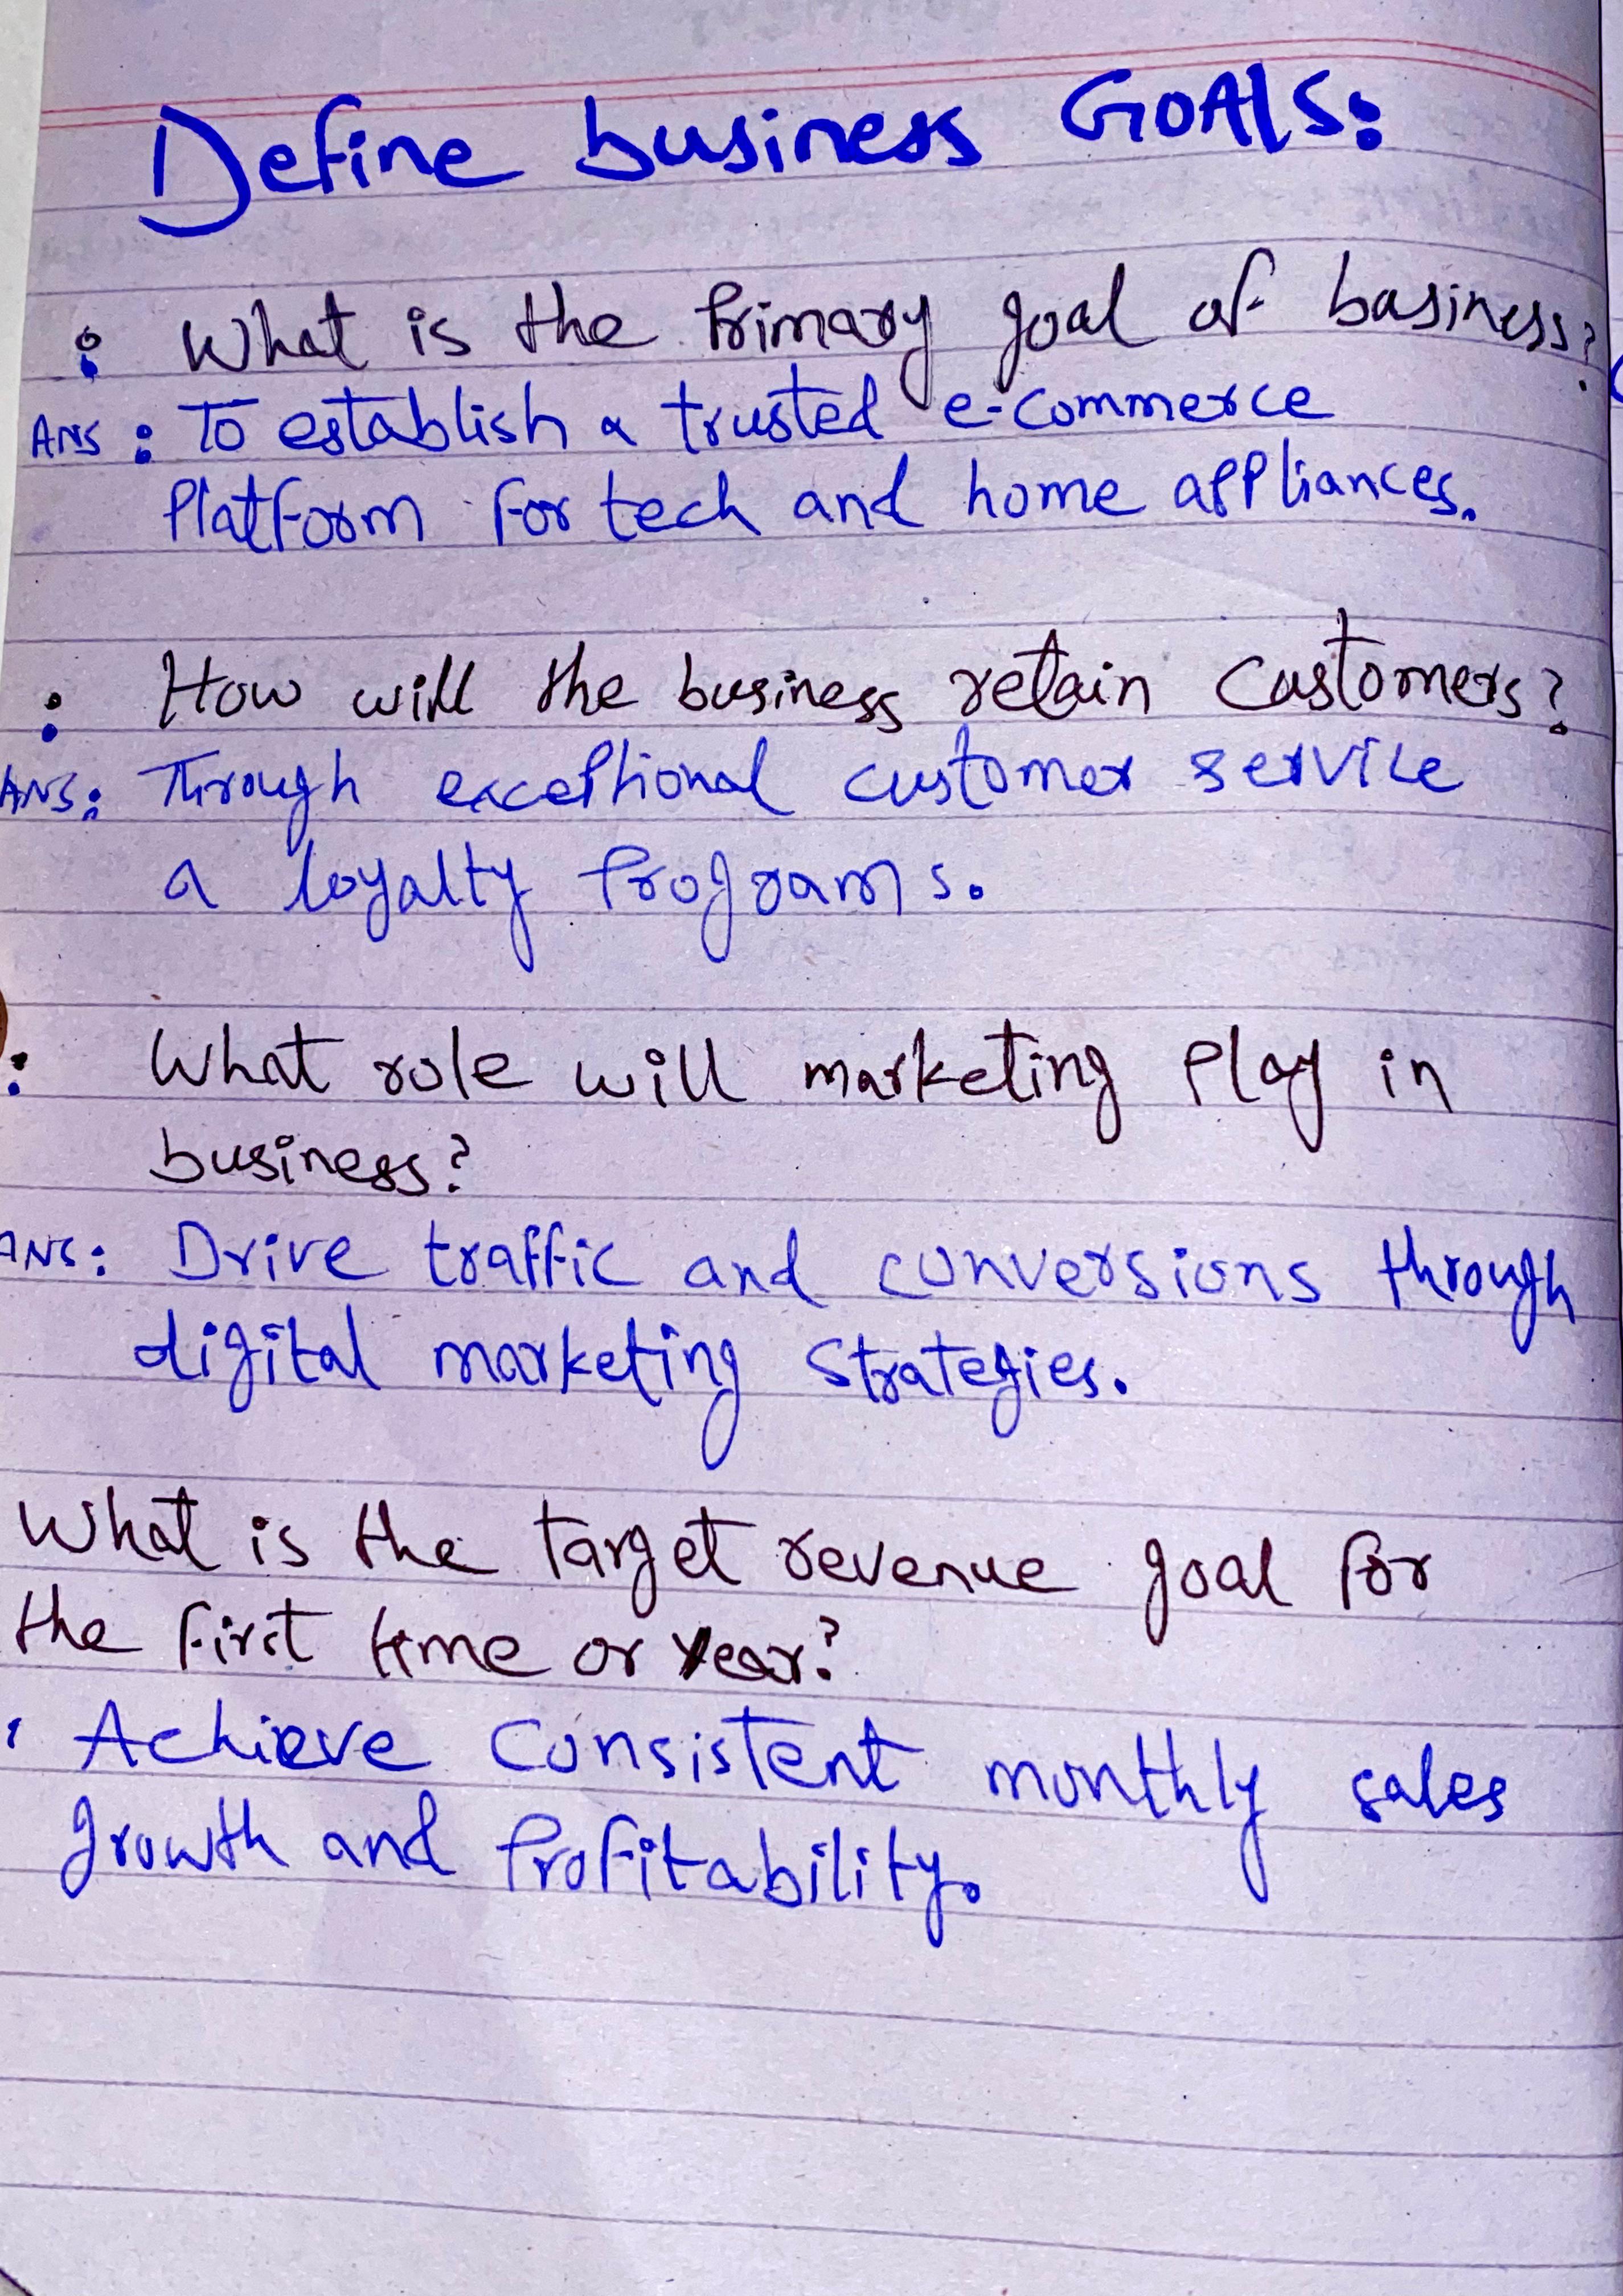 Define business GOAls:
: What is the Primary goal of basiness?
ANS : To establish a trusted e-commerce
Platform for tech and home appliances.
: How will the business retain Customers?
ANS: Through exceptional customer service
a loyalty Programs.
: What role will marketing Play in
business?
ANS: Drive traffic and conversions through
digital marketing Strategies.
What is the target revenue goal for
the first time or year?
Achieve consistent monthly sales
growth and Profitability.